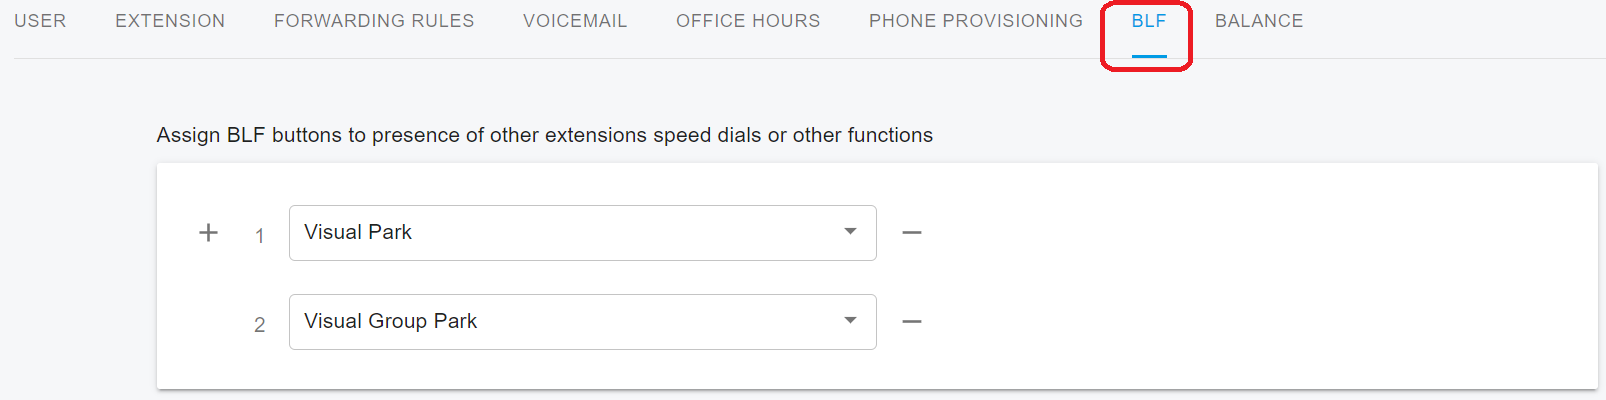 USER EXTENSION FORWARDING RULES VOICEMAIL OFFICE HOURS PHONE PROVISIONING BLF BALANCE
Assign BLF buttons to presence of other extensions speed dials or other functions
1 Visual Park
2 Visual Group Park